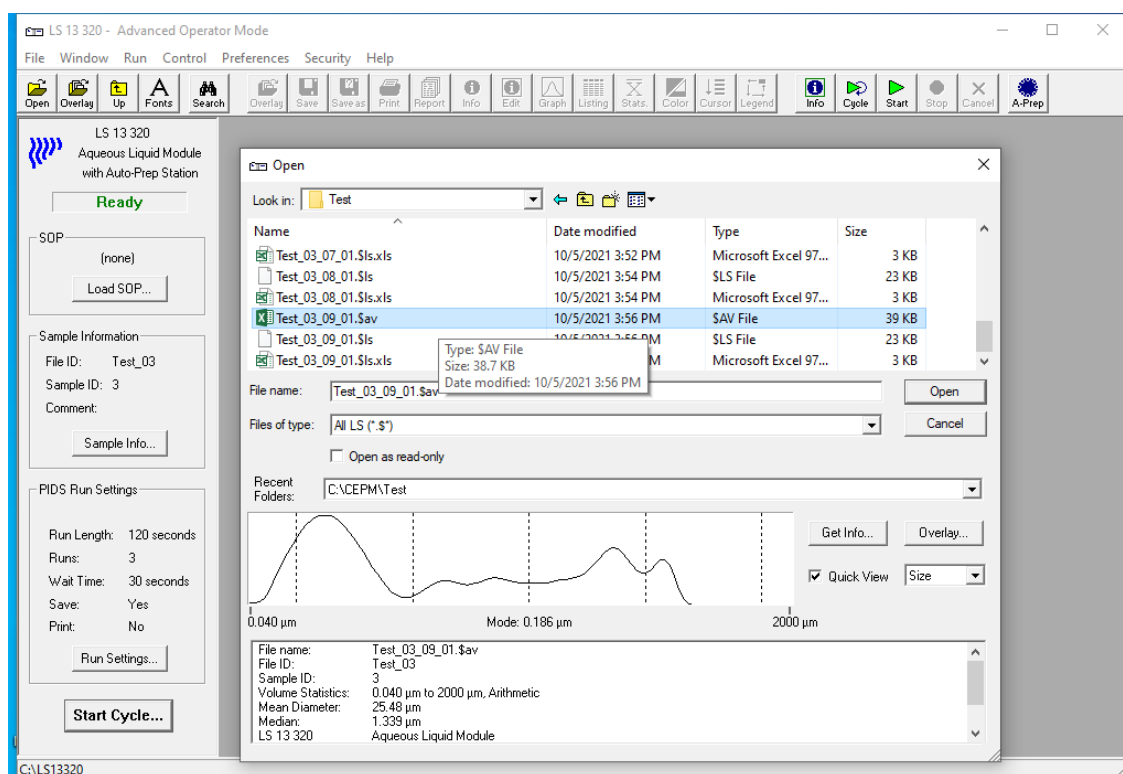 LS 13 320 - Advanced Operator Mode
File Window Run Control Preferences Security Help
Open Overlay Up Fonts Search Overlay Save Save as Print Report Info Edit Graph Listing Stats. Color Cursor Legend Info Cycle Start Stop Cancel A-Prep
LS 13 320
Aqueous Liquid Module
with Auto-Prep Station
Ready
SOP
(none)
Load SOP...
Sample Information
File ID: Test_03
Sample ID: 3
Comment:
Sample Info...
PIDS Run Settings
Run Length: 120 seconds
Runs: 3
Wait Time: 30 seconds
Save: Yes
Print: No
Run Settings...
Start Cycle...
C:\LS13320
Open
Look in: Test
Name Date modified Type Size
Test_03_07_01.$ls.xls 10/5/2021 3:52 PM Microsoft Excel 97... 3 KB
Test_03_08_01.$ls 10/5/2021 3:54 PM $LS File 23 KB
Test_03_08_01.$ls.xls 10/5/2021 3:54 PM Microsoft Excel 97... 3 KB
Test_03_09_01.$av 10/5/2021 3:56 PM $AV File 39 KB
Test_03_09_01.$ls 10/5/2021 3:56 PM $LS File 23 KB
Test_03_09_01.$ls.xls M Microsoft Excel 97... 3 KB
Type: $AV File
Size: 38.7 KB
Date modified: 10/5/2021 3:56 PM
File name: Test_03_09_01.$av Open
Files of type: All LS (*.$*) Cancel
Open as read-only
Recent
Folders: C:\CEPM\Test
Get Info... Overlay...
Quick View Size
0.040 µm Mode: 0.186 µm 2000 µm
File name: Test_03_09_01.$av
File ID: Test_03
Sample ID: 3
Volume Statistics: 0.040 µm to 2000 µm, Arithmetic
Mean Diameter: 25.48 µm
Median: 1.339 µm
LS 13 320 Aqueous Liquid Module